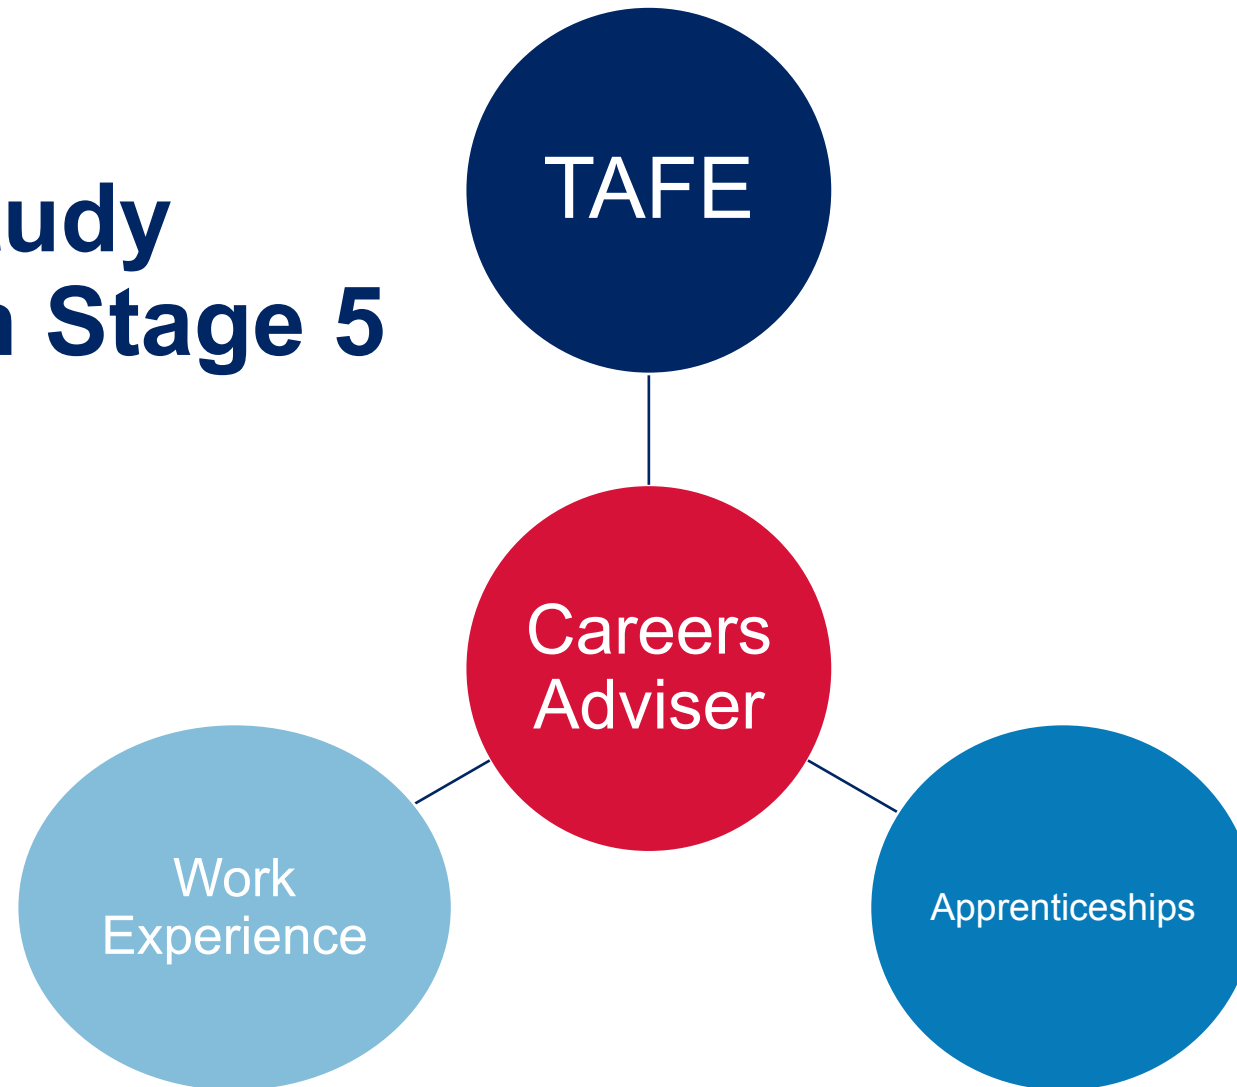 TAFE
udy
Stage 5
Careers
Adviser
Work
Experience
Apprenticeships